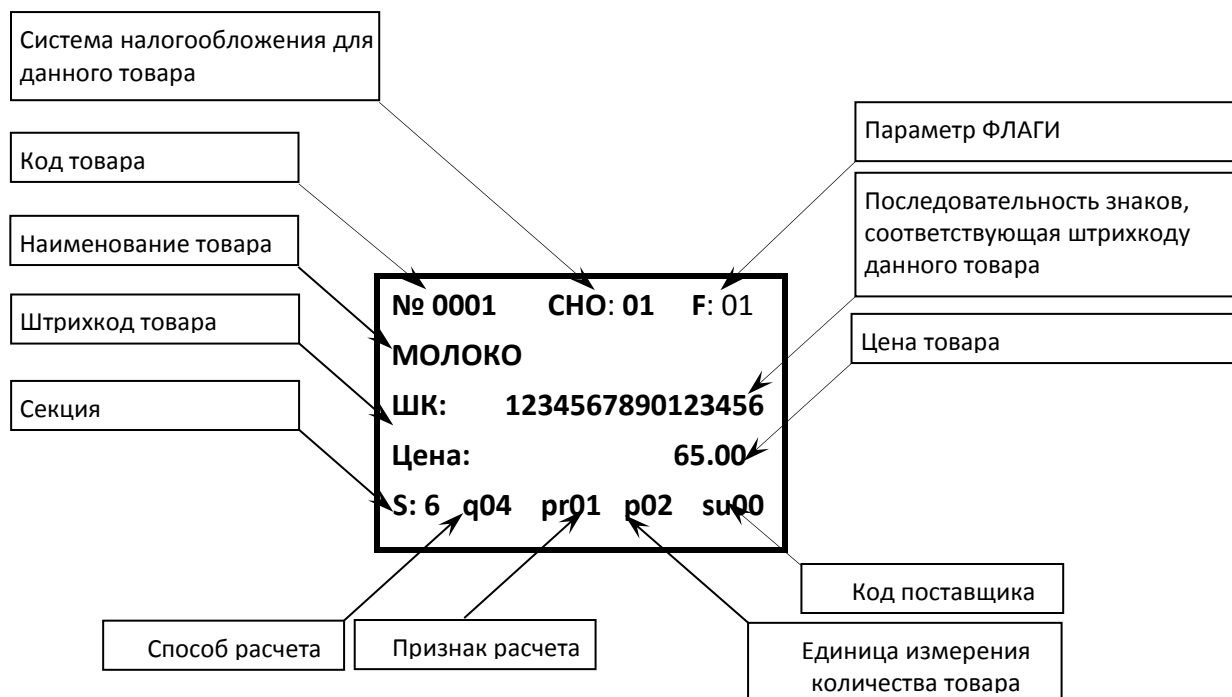 Система налогообложения для
данного товара
Код товара
Наименование товара
Штрихкод товара
Секция
Параметр ФЛАГИ
Последовательность знаков,
соответствующая штрихкоду
данного товара
Цена товара
№ 0001 СНО: 01 F: 01
МОЛОКО
ШК: 1234567890123456
Цена: 65.00
S: 6 q04 pr01 p02 su00
Код поставщика
Способ расчета
Признак расчета
Единица измерения
количества товара